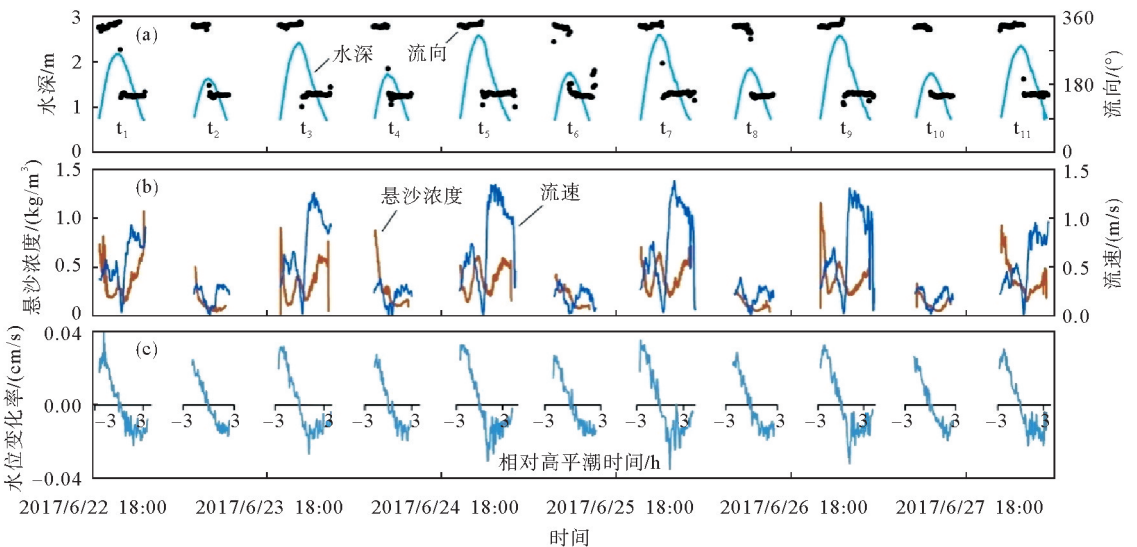 3
(a)
360
水深
流向
2
180
1
t₁ t₂ t₃ t₄ t₅ t₆ t₇ t₈ t₉ t₁₀ t₁₁
0
0
水深/m
流向/(°)
1.5
(b)
1.5
悬沙浓度
流速
1.0
1.0
0.5
0.5
0.0
0.0
悬沙浓度/(kg/m³)
流速/(m/s)
0.04
(c)
0.00
−3 3 −3 3 −3 3 −3 3 −3 3 −3 3 −3 3 −3 3 −3 3 −3 3 −3 3
相对高平潮时间/h
−0.04
水位变化率/(cm/s)
2017/6/22 18:00 2017/6/23 18:00 2017/6/24 18:00 2017/6/25 18:00 2017/6/26 18:00 2017/6/27 18:00
时间